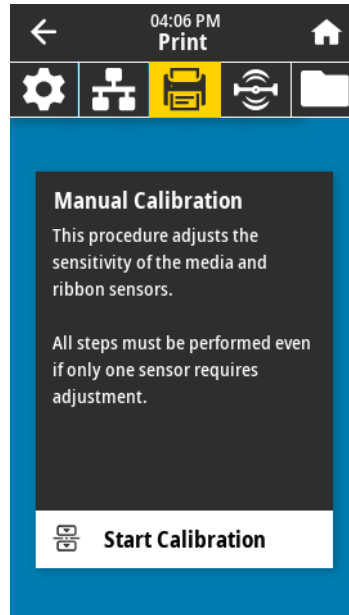 04:06 PM
Print
Manual Calibration
This procedure adjusts the
sensitivity of the media and
ribbon sensors.
All steps must be performed even
if only one sensor requires
adjustment.
Start Calibration